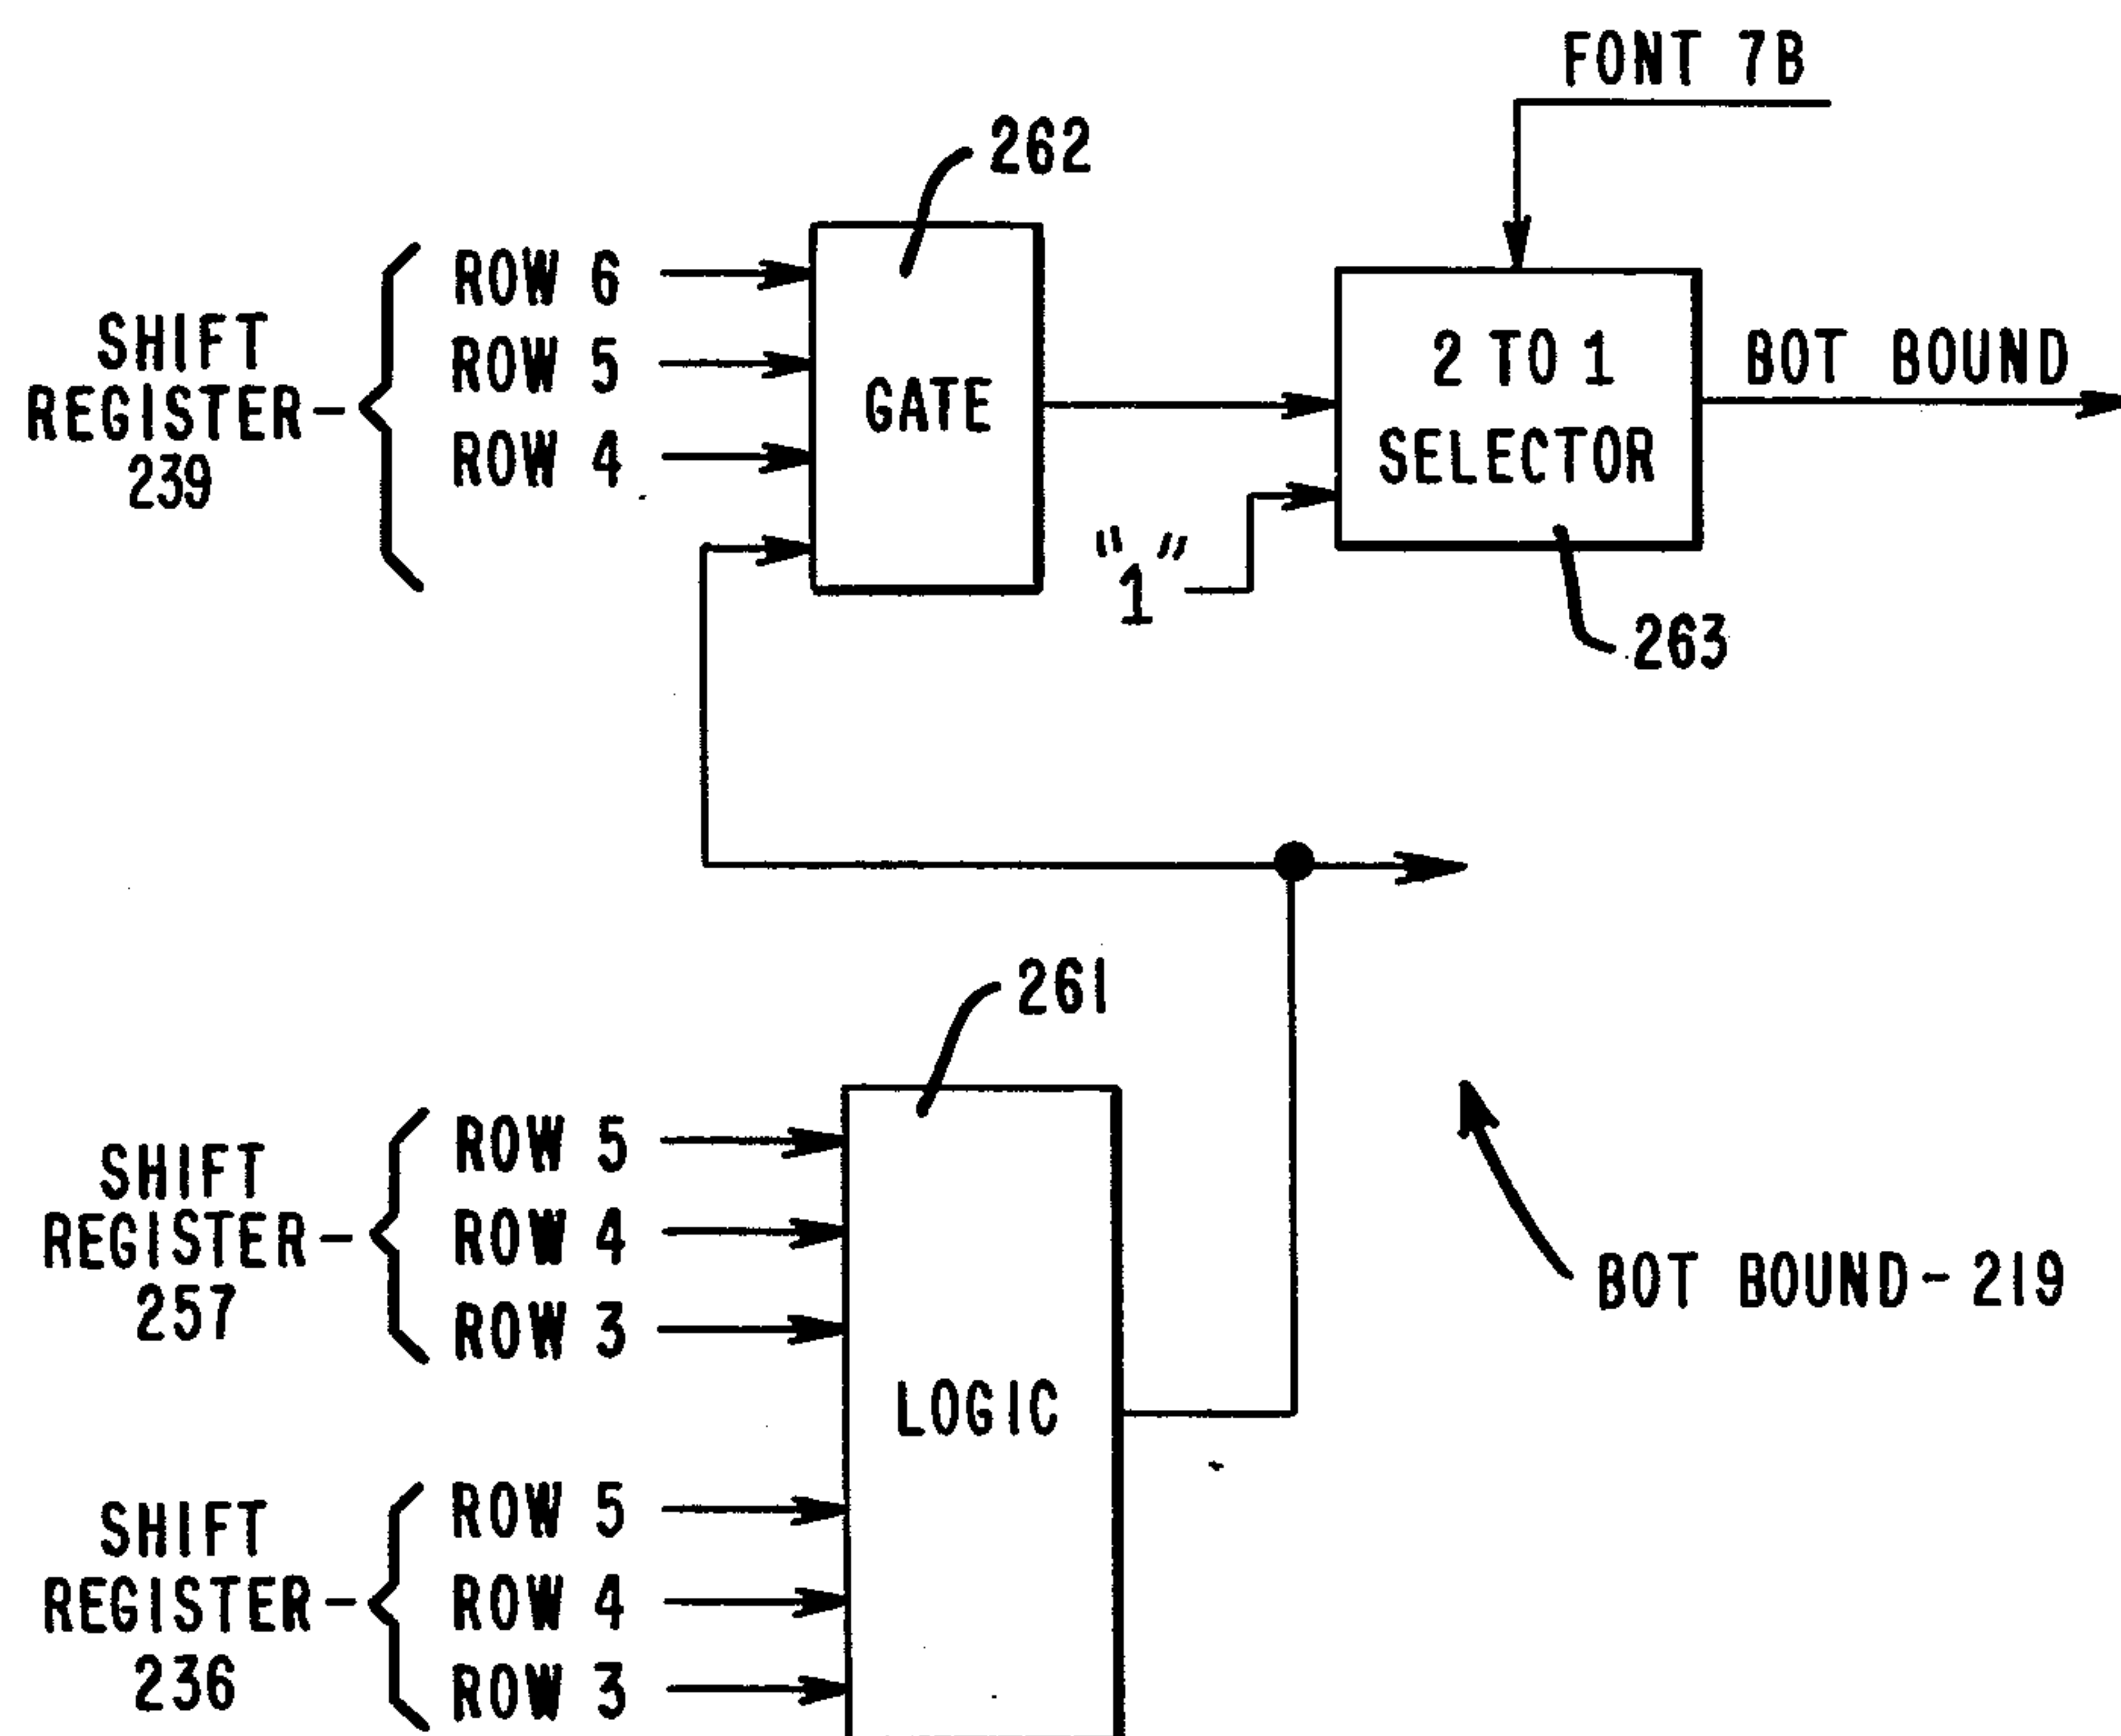 FONT 7B
262
SHIFT
REGISTER-
239
ROW 6
ROW 5
ROW 4
GATE
"1"
2 TO 1
SELECTOR
BOT BOUND
263
261
SHIFT
REGISTER-
257
ROW 5
ROW 4
ROW 3
LOGIC
BOT BOUND-219
SHIFT
REGISTER-
236
ROW 5
ROW 4
ROW 3